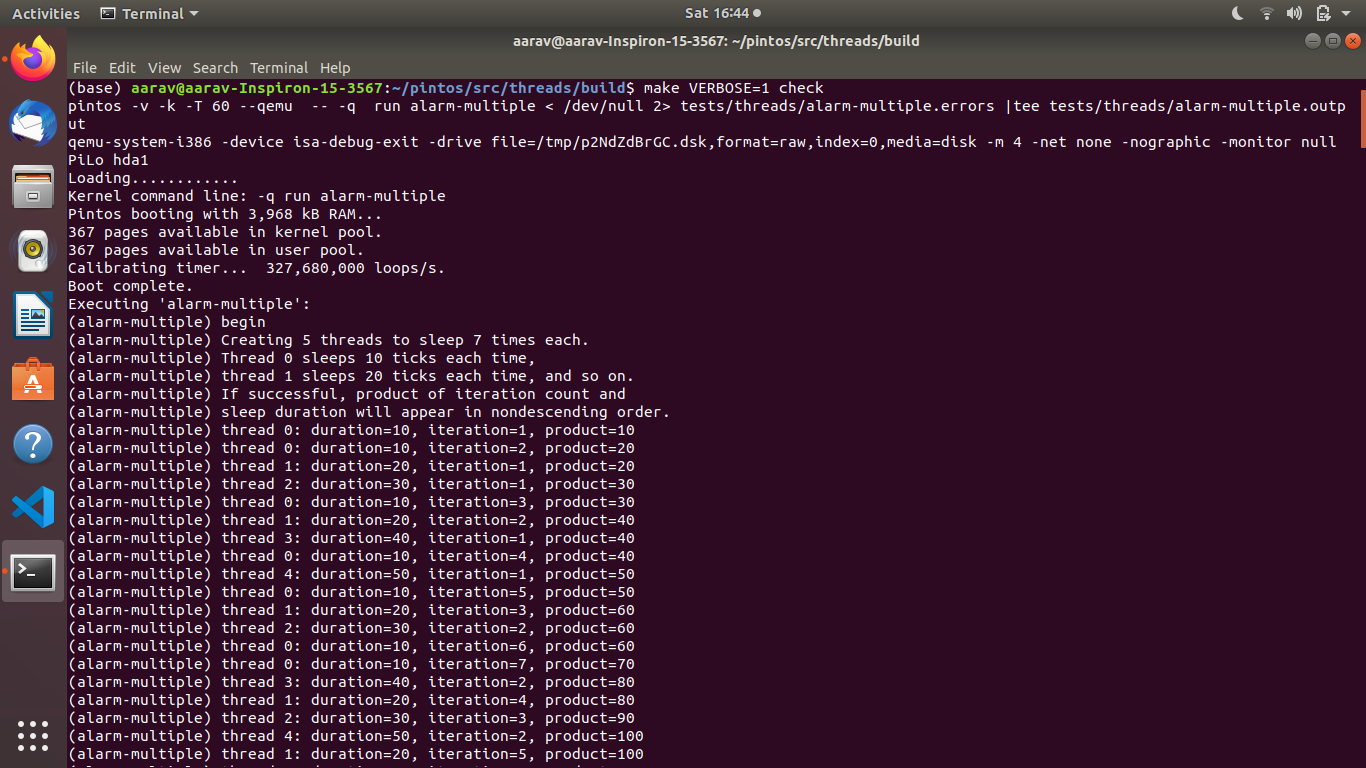 Activities Terminal Sat 16:44
aarav@aarav-Inspiron-15-3567: ~/pintos/src/threads/build
File Edit View Search Terminal Help
(base) aarav@aarav-Inspiron-15-3567:~/pintos/src/threads/build$ make VERBOSE=1 check
pintos -v -k -T 60 --qemu  -- -q  run alarm-multiple < /dev/null 2> tests/threads/alarm-multiple.errors |tee tests/threads/alarm-multiple.outp
ut
qemu-system-i386 -device isa-debug-exit -drive file=/tmp/p2NdZdBrGC.dsk,format=raw,index=0,media=disk -m 4 -net none -nographic -monitor null
PiLo hda1
Loading............
Kernel command line: -q run alarm-multiple
Pintos booting with 3,968 kB RAM...
367 pages available in kernel pool.
367 pages available in user pool.
Calibrating timer...  327,680,000 loops/s.
Boot complete.
Executing 'alarm-multiple':
(alarm-multiple) begin
(alarm-multiple) Creating 5 threads to sleep 7 times each.
(alarm-multiple) Thread 0 sleeps 10 ticks each time,
(alarm-multiple) thread 1 sleeps 20 ticks each time, and so on.
(alarm-multiple) If successful, product of iteration count and
(alarm-multiple) sleep duration will appear in nondescending order.
(alarm-multiple) thread 0: duration=10, iteration=1, product=10
(alarm-multiple) thread 0: duration=10, iteration=2, product=20
(alarm-multiple) thread 1: duration=20, iteration=1, product=20
(alarm-multiple) thread 2: duration=30, iteration=1, product=30
(alarm-multiple) thread 0: duration=10, iteration=3, product=30
(alarm-multiple) thread 1: duration=20, iteration=2, product=40
(alarm-multiple) thread 3: duration=40, iteration=1, product=40
(alarm-multiple) thread 0: duration=10, iteration=4, product=40
(alarm-multiple) thread 4: duration=50, iteration=1, product=50
(alarm-multiple) thread 0: duration=10, iteration=5, product=50
(alarm-multiple) thread 1: duration=20, iteration=3, product=60
(alarm-multiple) thread 2: duration=30, iteration=2, product=60
(alarm-multiple) thread 0: duration=10, iteration=6, product=60
(alarm-multiple) thread 0: duration=10, iteration=7, product=70
(alarm-multiple) thread 3: duration=40, iteration=2, product=80
(alarm-multiple) thread 1: duration=20, iteration=4, product=80
(alarm-multiple) thread 2: duration=30, iteration=3, product=90
(alarm-multiple) thread 4: duration=50, iteration=2, product=100
(alarm-multiple) thread 1: duration=20, iteration=5, product=100